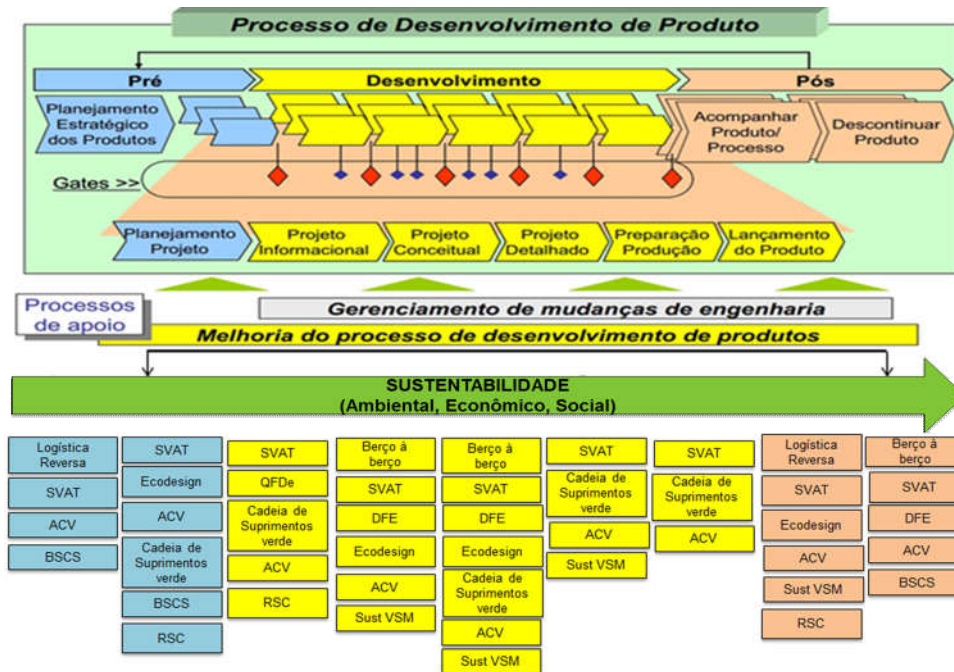 Processo de Desenvolvimento de Produto
Pré
Desenvolvimento
Pós
Planejamento
Estratégico
dos Produtos
Acompanhar
Produto/
Processo
Descontinuar
Produto
Gates >>
Planejamento
Projeto
Projeto
Informacional
Projeto
Conceitual
Projeto
Detalhado
Preparação
Produção
Lançamento
do Produto
Processos
de apoio
Gerenciamento de mudanças de engenharia
Melhoria do processo de desenvolvimento de produtos
SUSTENTABILIDADE
(Ambiental, Econômico, Social)
Logística
Reversa
SVAT
ACV
BSCS
SVAT
Ecodesign
ACV
Cadeia de
Suprimentos
verde
BSCS
RSC
SVAT
QFDe
Cadeia de
Suprimentos
verde
ACV
RSC
Berço à
berço
SVAT
DFE
Ecodesign
ACV
Sust VSM
Berço à
berço
SVAT
DFE
Ecodesign
Cadeia de
Suprimentos
verde
ACV
Sust VSM
SVAT
Cadeia de
Suprimentos
verde
ACV
Sust VSM
SVAT
Cadeia de
Suprimentos
verde
ACV
Logística
Reversa
SVAT
Ecodesign
ACV
Sust VSM
RSC
Berço à
berço
SVAT
DFE
ACV
BSCS